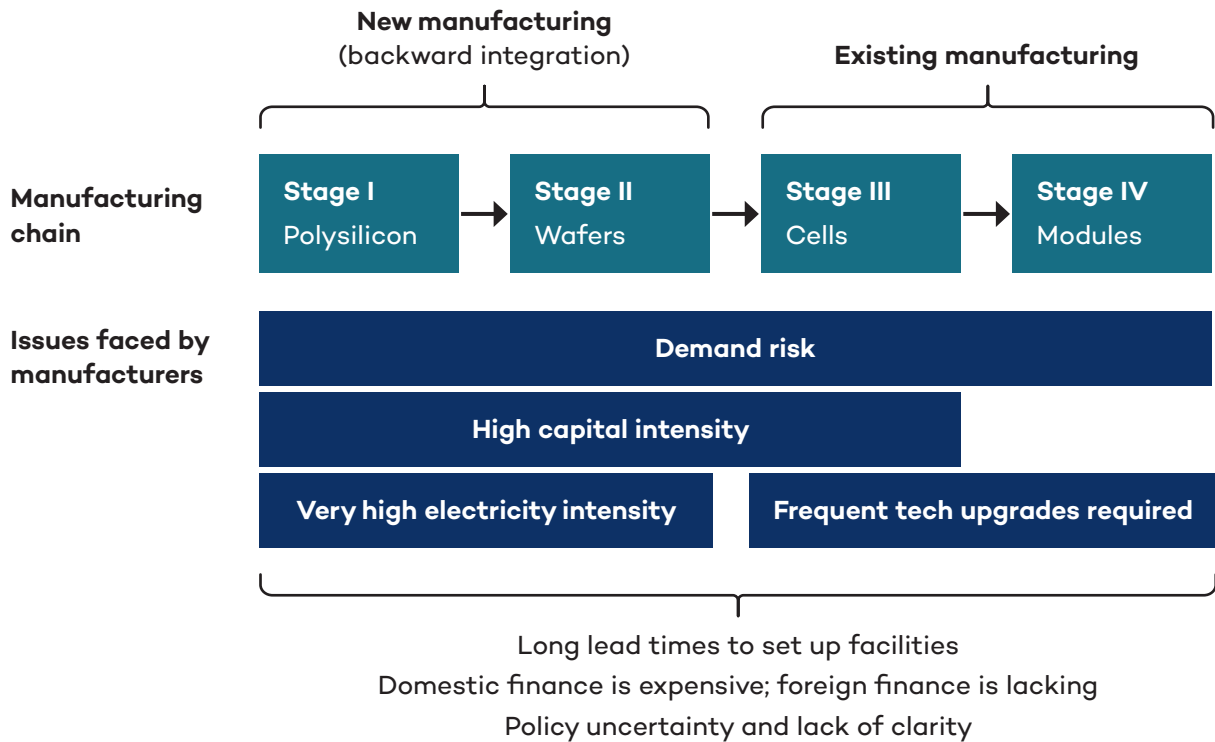 New manufacturing
(backward integration)
Existing manufacturing
Manufacturing
chain
Stage I
Polysilicon
Stage II
Wafers
Stage III
Cells
Stage IV
Modules
Issues faced by
manufacturers
Demand risk
High capital intensity
Very high electricity intensity
Frequent tech upgrades required
Long lead times to set up facilities
Domestic finance is expensive; foreign finance is lacking
Policy uncertainty and lack of clarity